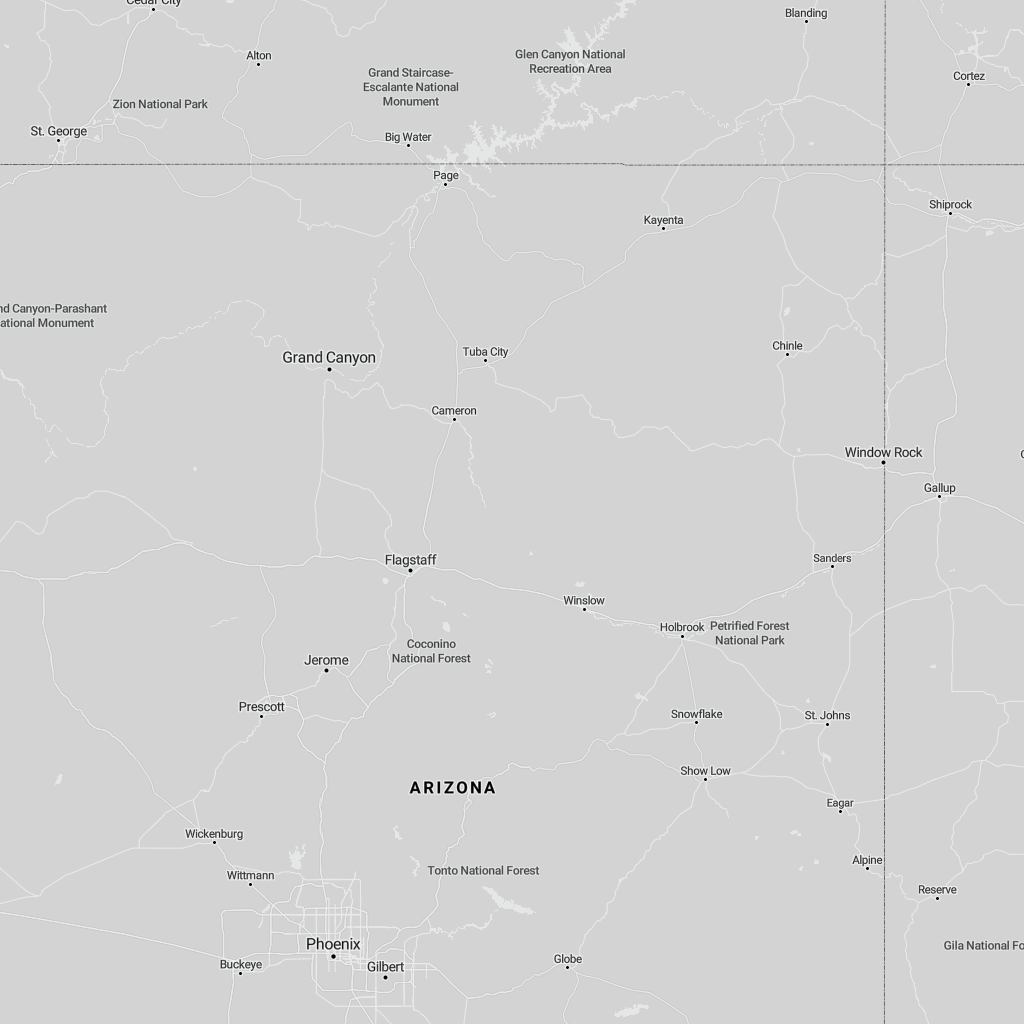 Cedar City
Blanding
Alton
Glen Canyon National
Recreation Area
Grand Staircase-
Escalante National
Monument
Cortez
Zion National Park
St. George
Big Water
Page
Shiprock
Kayenta
nd Canyon-Parashant
ational Monument
Chinle
Tuba City
Grand Canyon
Cameron
Window Rock
Gallup
Flagstaff
Sanders
Winslow
Holbrook
Petrified Forest
National Park
Coconino
National Forest
Jerome
Prescott
Snowflake
St. Johns
Show Low
ARIZONA
Eagar
Wickenburg
Alpine
Tonto National Forest
Wittmann
Reserve
Phoenix
Gila National Fo
Globe
Buckeye
Gilbert